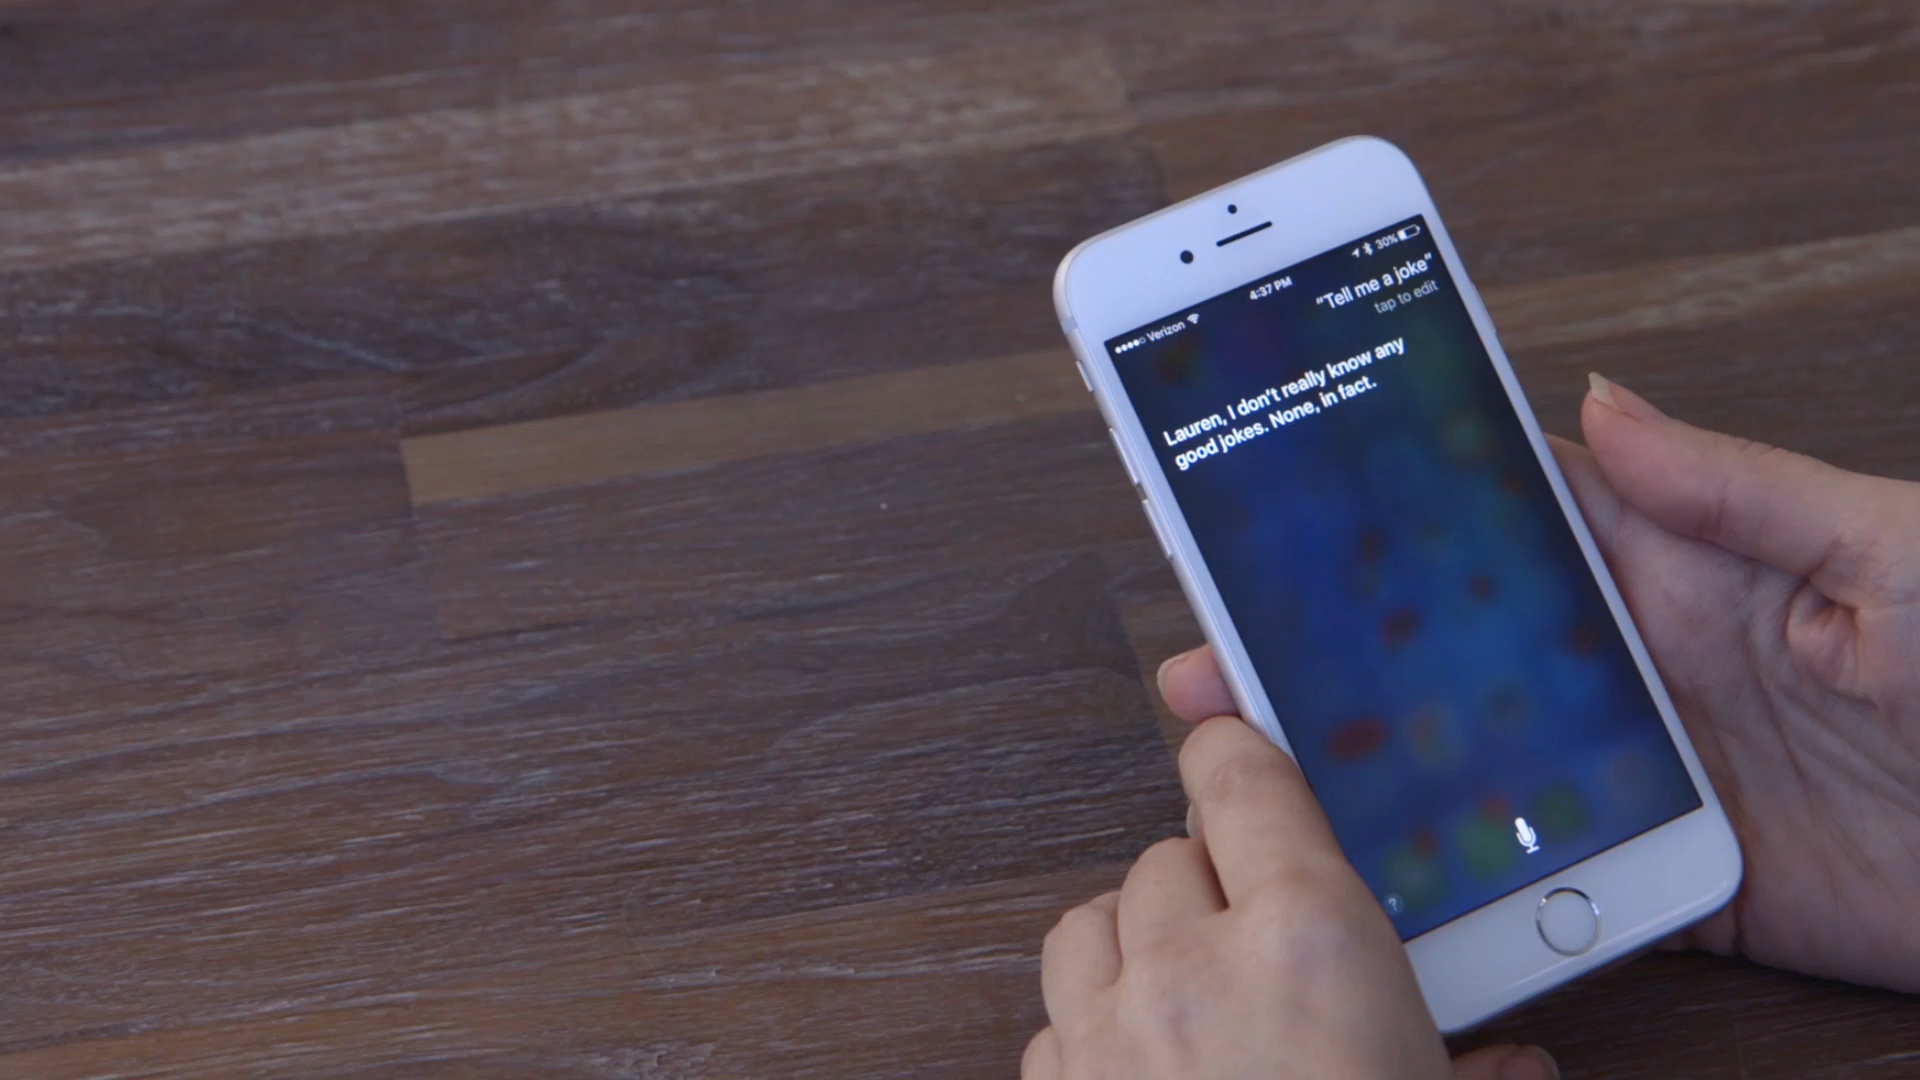 Verizon 4:37 PM 30%
“Tell me a joke”
tap to edit
Lauren, I don’t really know any
good jokes. None, in fact.
?